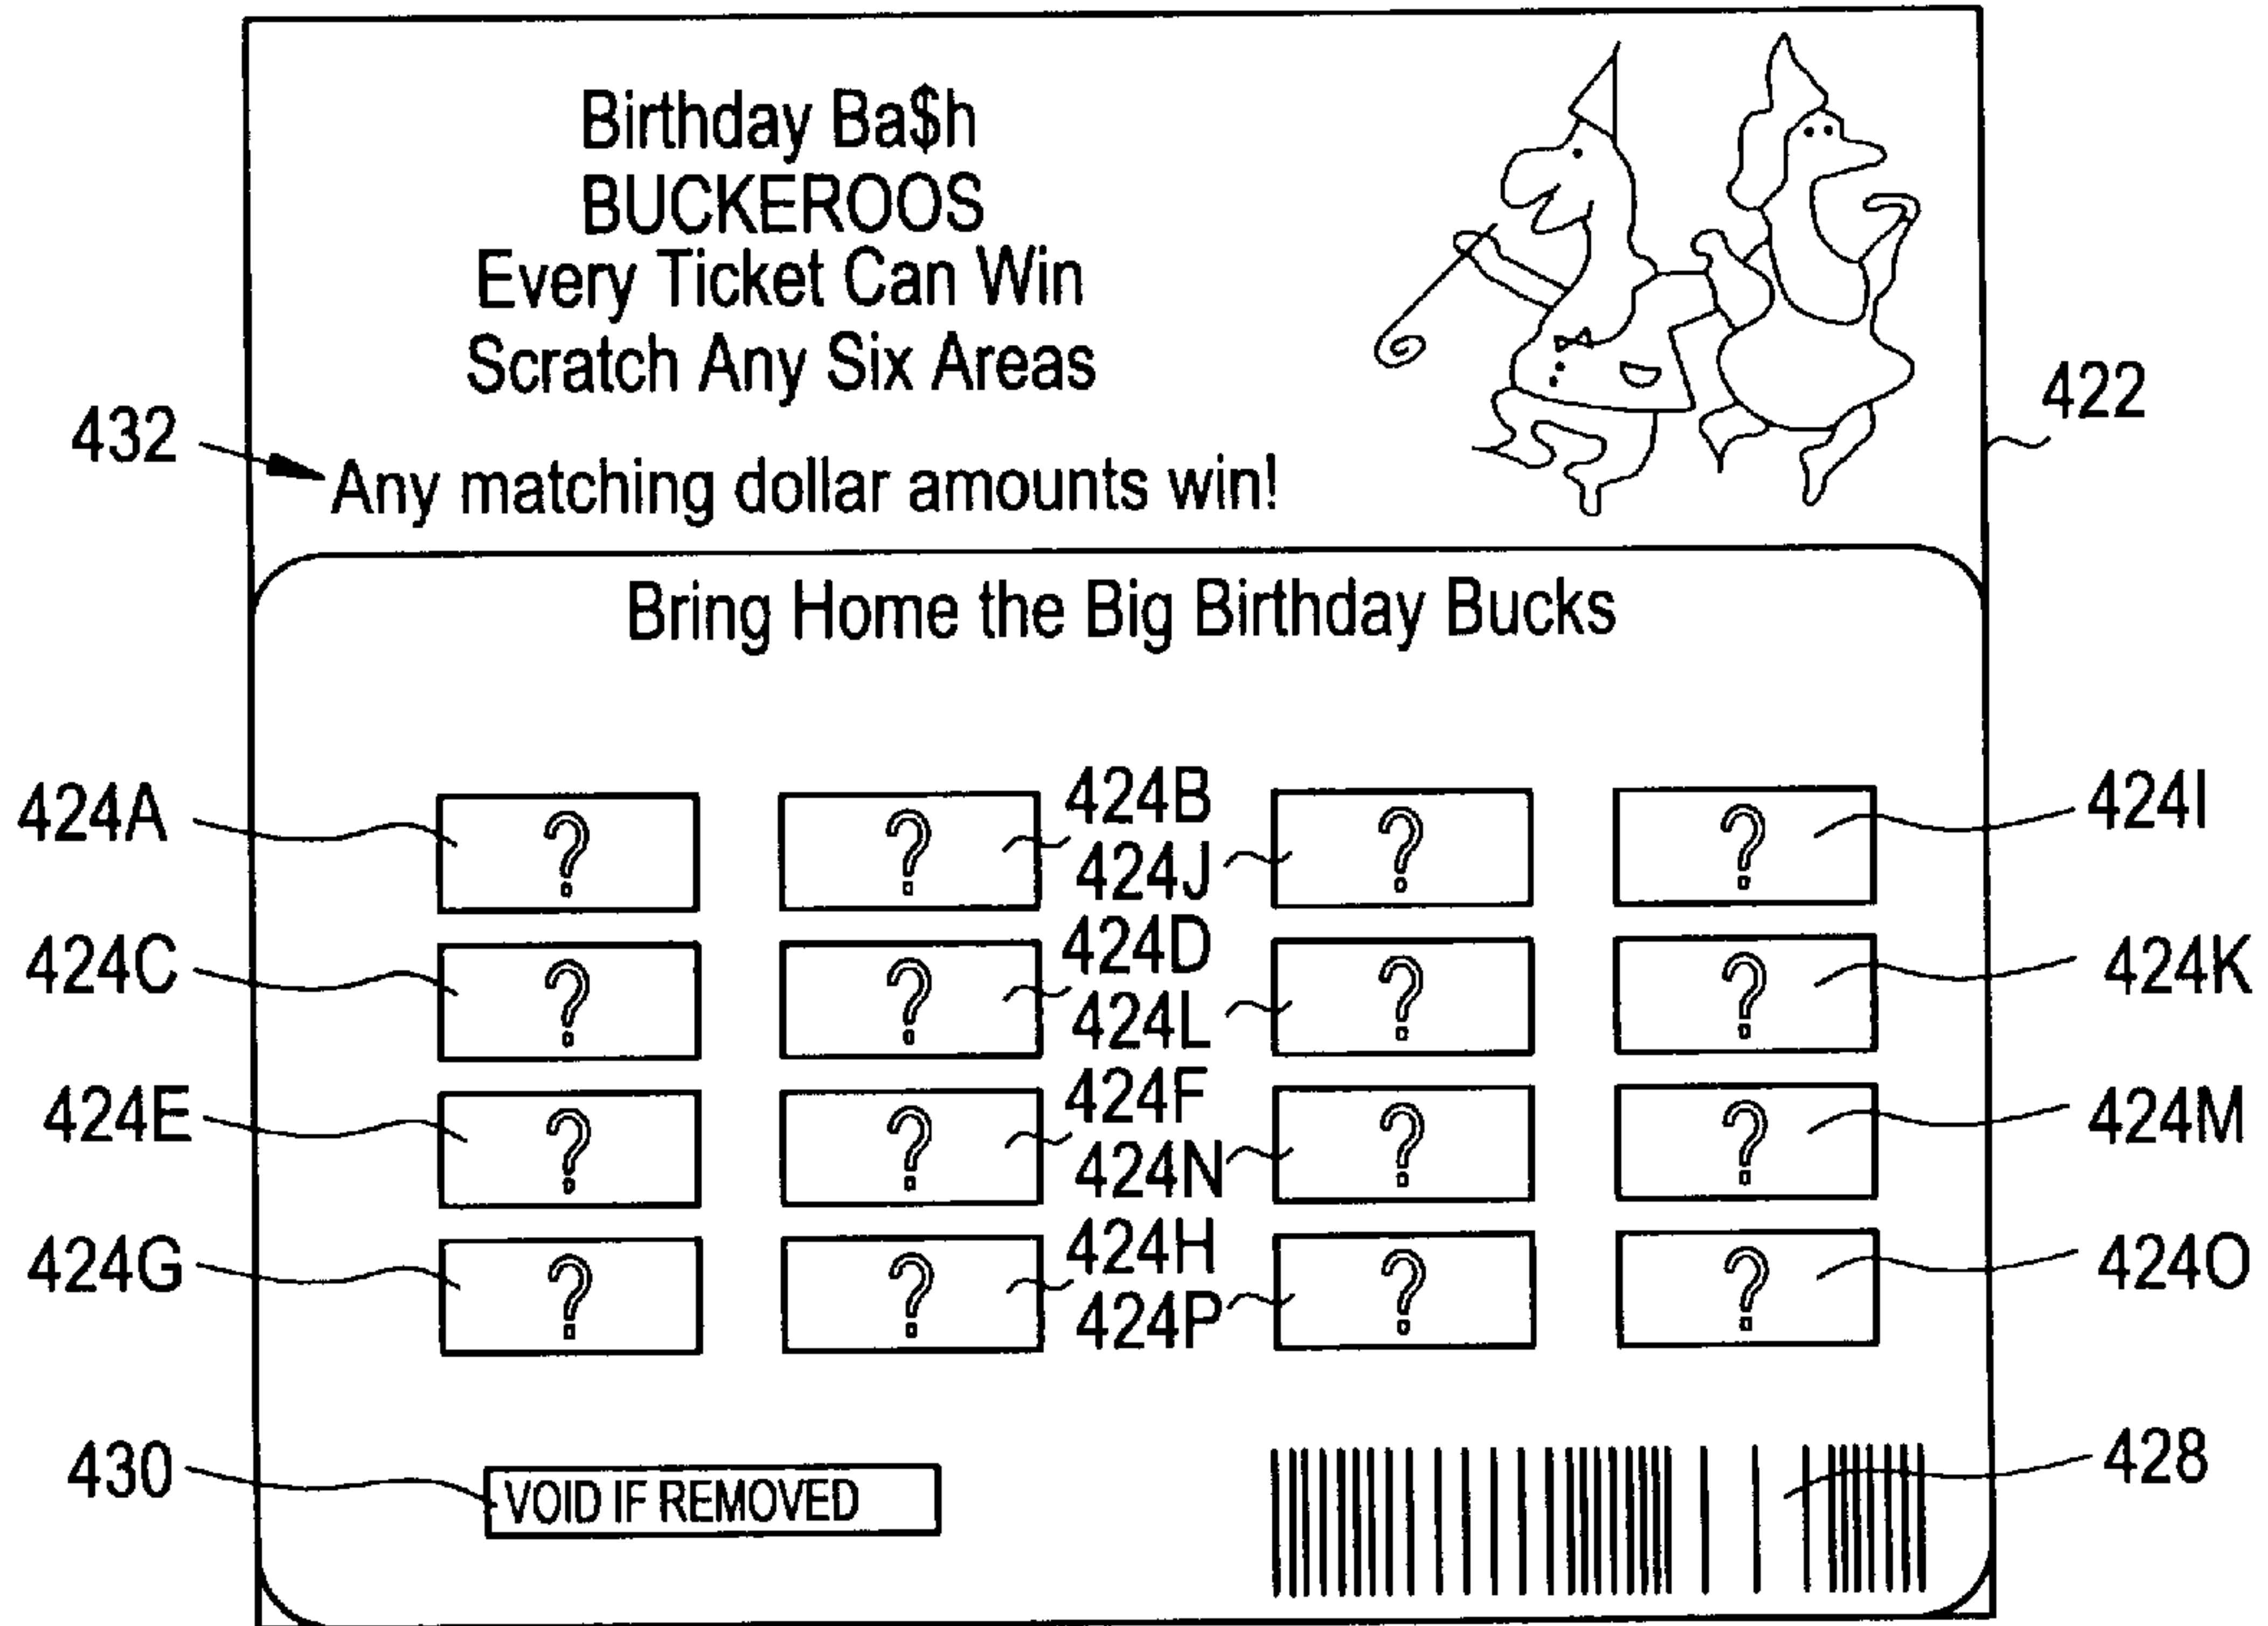 Birthday Ba$h
BUCKEROOS
Every Ticket Can Win
Scratch Any Six Areas
422
432
Any matching dollar amounts win!
Bring Home the Big Birthday Bucks
424A ? ? 424B ? ? 424I
424J
424C ? ? 424D ? ? 424K
424L
424E ? ? 424F ? ? 424M
424N
424G ? ? 424H ? ? 424O
424P
430 VOID IF REMOVED 428